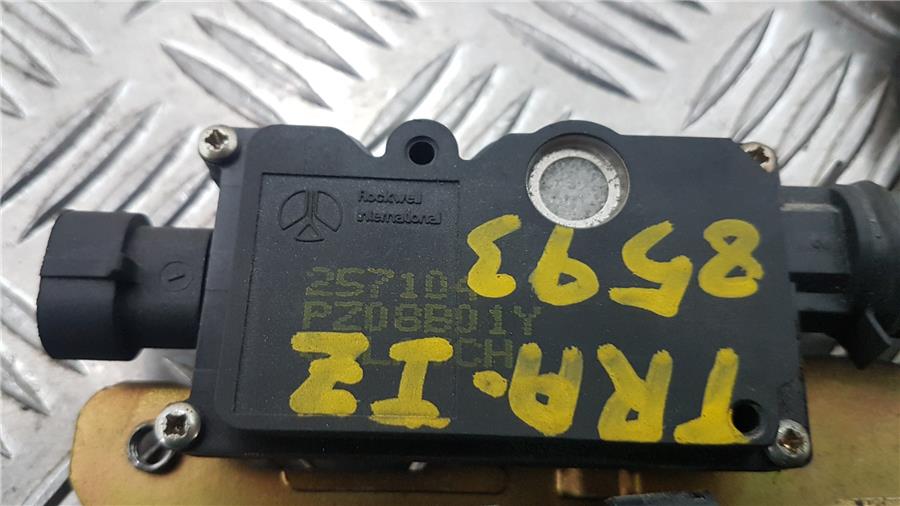 Rockwell
International
257104
PZ08B01Y
8593
TRA·IZ